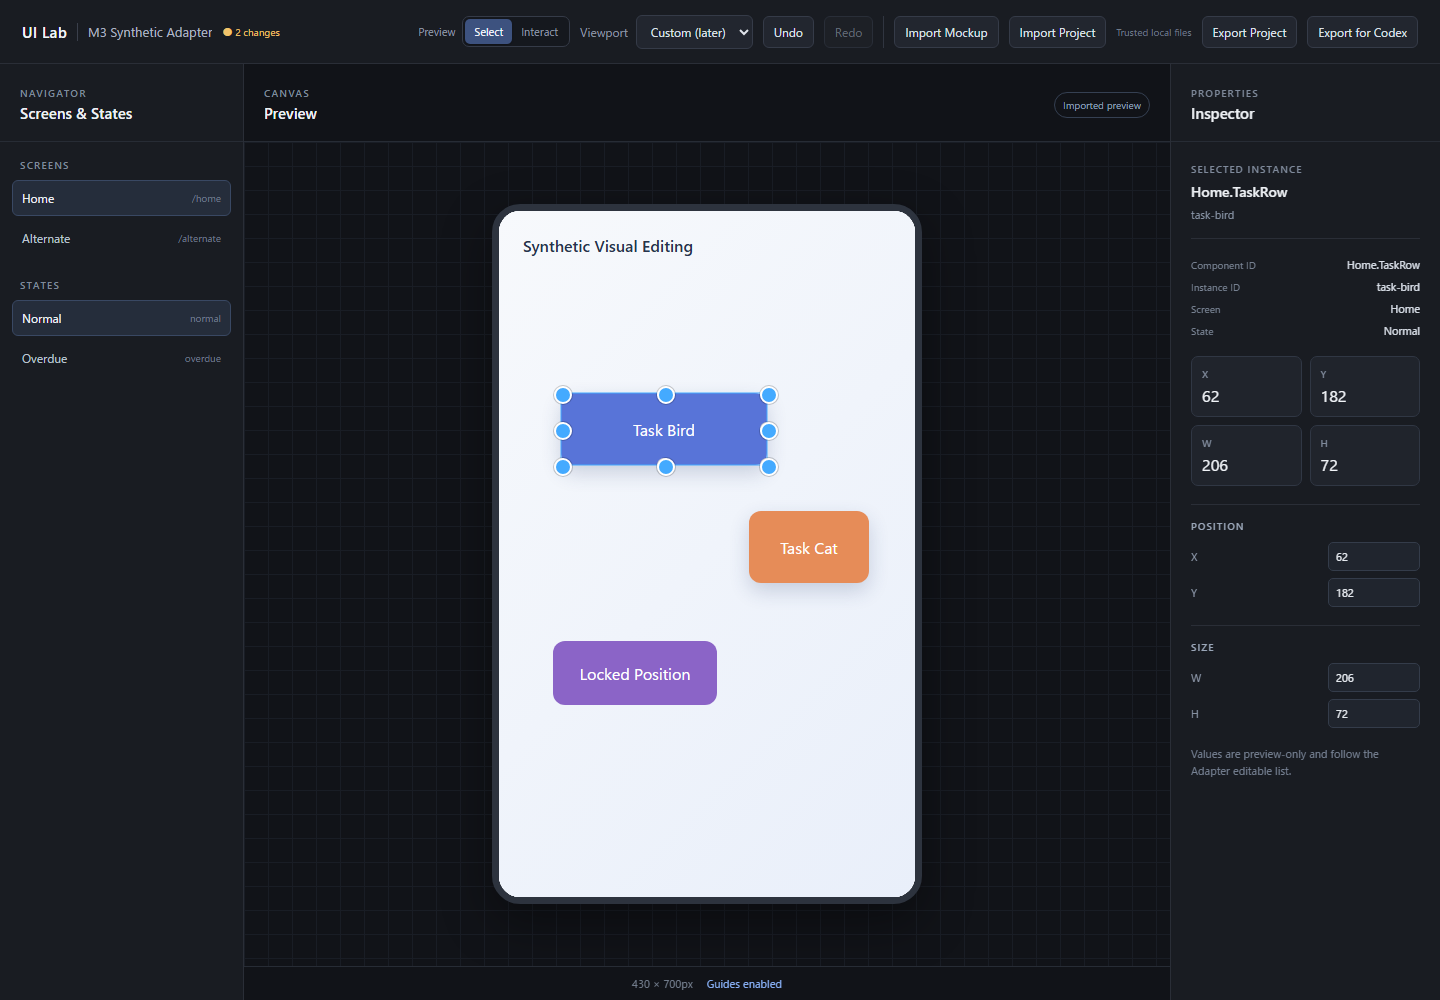 UI Lab
M3 Synthetic Adapter
2 changes
Preview
Select
Interact
Viewport
Custom (later)
Undo
Redo
Import Mockup
Import Project
Trusted local files
Export Project
Export for Codex
NAVIGATOR
Screens & States
SCREENS
Home /home
Alternate /alternate
STATES
Normal normal
Overdue overdue
CANVAS
Preview
Imported preview
Synthetic Visual Editing
Task Bird
Task Cat
Locked Position
430 × 700px Guides enabled
PROPERTIES
Inspector
SELECTED INSTANCE
Home.TaskRow
task-bird
Component ID Home.TaskRow
Instance ID task-bird
Screen Home
State Normal
X
62
Y
182
W
206
H
72
POSITION
X 62
Y 182
SIZE
W 206
H 72
Values are preview-only and follow the
Adapter editable list.